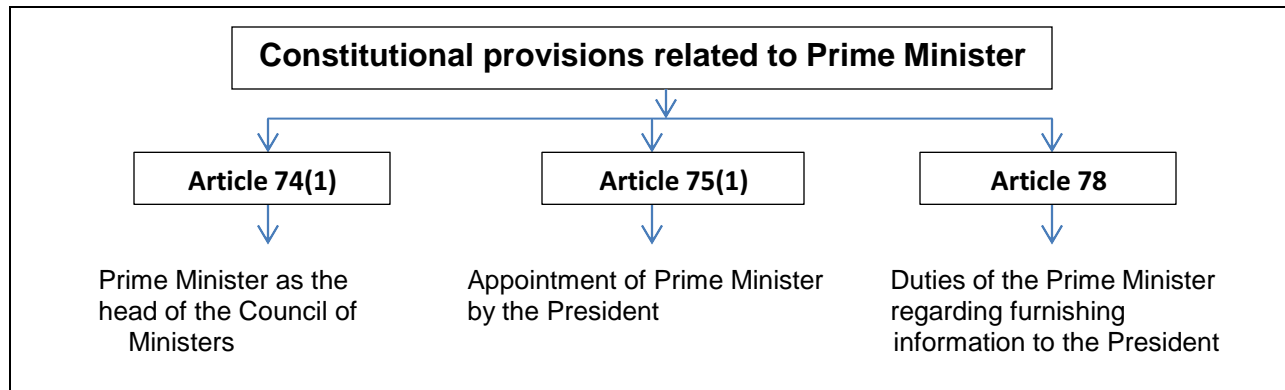 Constitutional provisions related to Prime Minister
Article 74(1)
Article 75(1)
Article 78
Prime Minister as the
head of the Council of
Ministers
Appointment of Prime Minister
by the President
Duties of the Prime Minister
regarding furnishing
information to the President